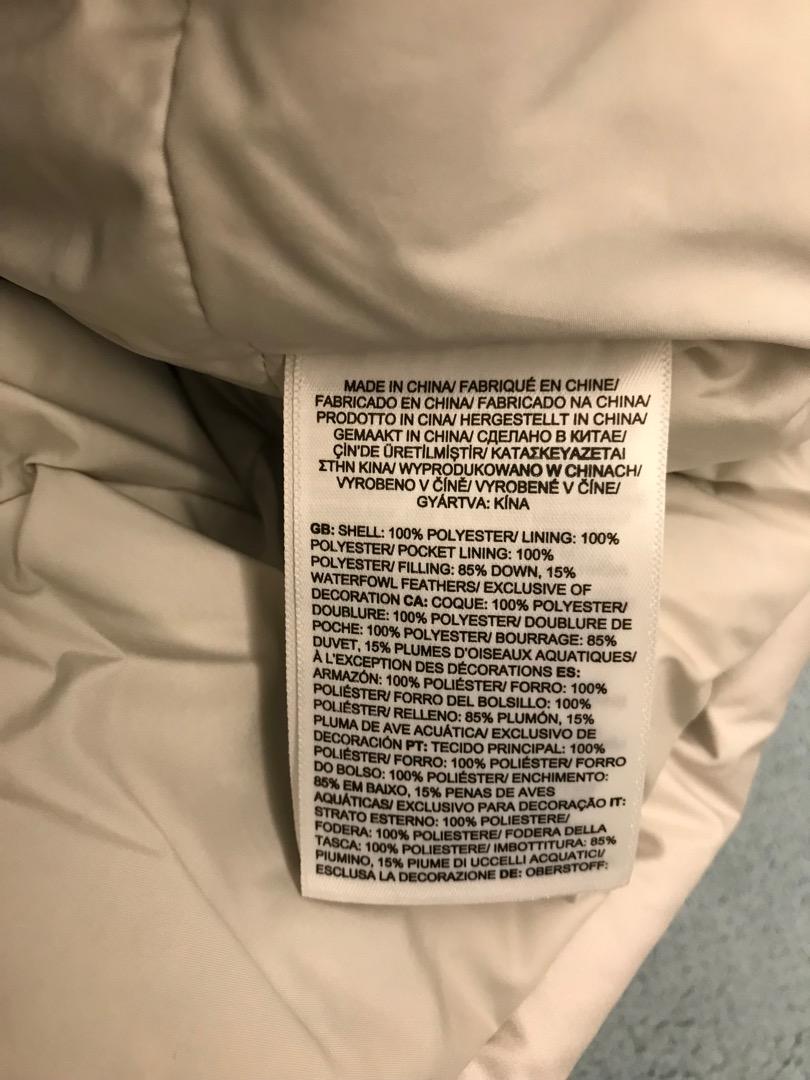 MADE IN CHINA/ FABRIQUÉ EN CHINE/
FABRICADO EN CHINA/ FABRICADO NA CHINA/
PRODOTTO IN CINA/ HERGESTELLT IN CHINA/
GEMAAKT IN CHINA/ СДЕЛАНО В КИТАЕ/
ÇİN'DE ÜRETİLMİŞTİR/ ΚΑΤΑΣΚΕΥΑΖΕΤΑΙ
ΣΤΗΝ ΚΙΝΑ/ WYPRODUKOWANO W CHINACH/
VYROBENO V ČÍNĚ/ VYROBENÉ V ČÍNE/
GYÁRTVA: KÍNA
GB: SHELL: 100% POLYESTER/ LINING: 100%
POLYESTER/ POCKET LINING: 100%
POLYESTER/ FILLING: 85% DOWN, 15%
WATERFOWL FEATHERS/ EXCLUSIVE OF
DECORATION CA: COQUE: 100% POLYESTER/
DOUBLURE: 100% POLYESTER/ DOUBLURE DE
POCHE: 100% POLYESTER/ BOURRAGE: 85%
DUVET, 15% PLUMES D'OISEAUX AQUATIQUES/
À L'EXCEPTION DES DÉCORATIONS ES:
ARMAZÓN: 100% POLIÉSTER/ FORRO: 100%
POLIÉSTER/ FORRO DEL BOLSILLO: 100%
POLIÉSTER/ RELLENO: 85% PLUMÓN, 15%
PLUMA DE AVE ACUÁTICA/ EXCLUSIVO DE
DECORACIÓN PT: TECIDO PRINCIPAL: 100%
POLIÉSTER/ FORRO: 100% POLIÉSTER/ FORRO
DO BOLSO: 100% POLIÉSTER/ ENCHIMENTO:
85% EM BAIXO, 15% PENAS DE AVES
AQUÁTICAS/ EXCLUSIVO PARA DECORAÇÃO IT:
STRATO ESTERNO: 100% POLIESTERE/
FODERA: 100% POLIESTERE/ FODERA DELLA
TASCA: 100% POLIESTERE/ IMBOTTITURA: 85%
PIUMINO, 15% PIUME DI UCCELLI ACQUATICI/
ESCLUSA LA DECORAZIONE DE: OBERSTOFF: